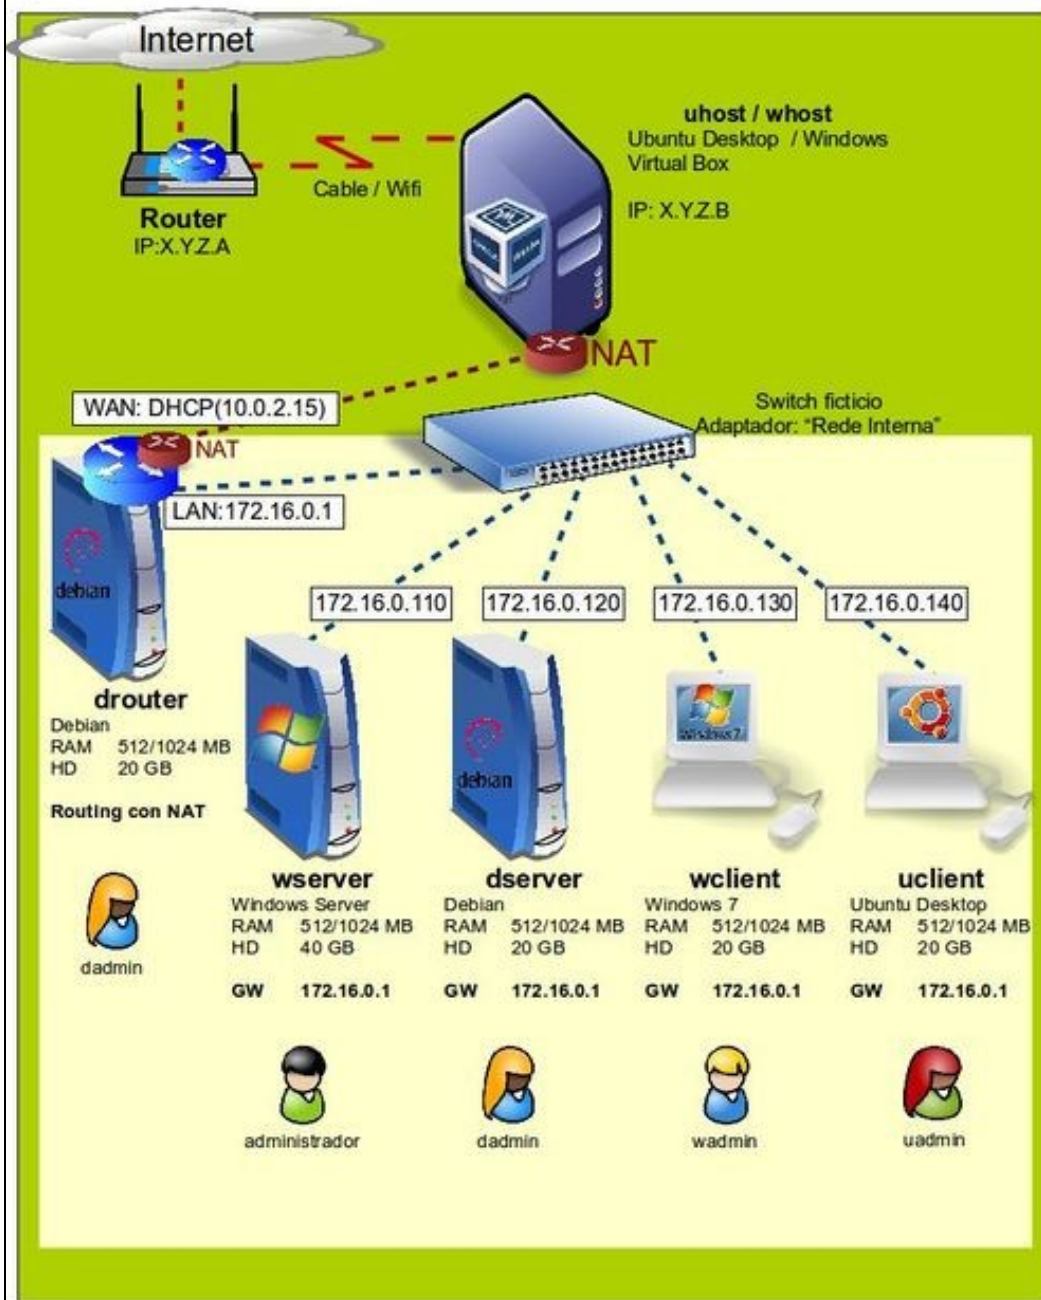 Internet
uhost / whost
Ubuntu Desktop / Windows
Virtual Box
IP: X.Y.Z.B
Cable / Wifi
Router
IP:X.Y.Z.A
NAT
WAN: DHCP(10.0.2.15)
Switch ficticio
Adaptador: "Rede Interna"
NAT
LAN:172.16.0.1
debian
172.16.0.110
172.16.0.120
172.16.0.130
172.16.0.140
drouter
Debian
RAM 512/1024 MB
HD 20 GB
Routing con NAT
dadmin
debian
Windows 7
wserver
Windows Server
RAM 512/1024 MB
HD 40 GB
GW 172.16.0.1
administrador
dserver
Debian
RAM 512/1024 MB
HD 20 GB
GW 172.16.0.1
dadmin
wclient
Windows 7
RAM 512/1024 MB
HD 20 GB
GW 172.16.0.1
wadmin
uclient
Ubuntu Desktop
RAM 512/1024 MB
HD 20 GB
GW 172.16.0.1
uadmin